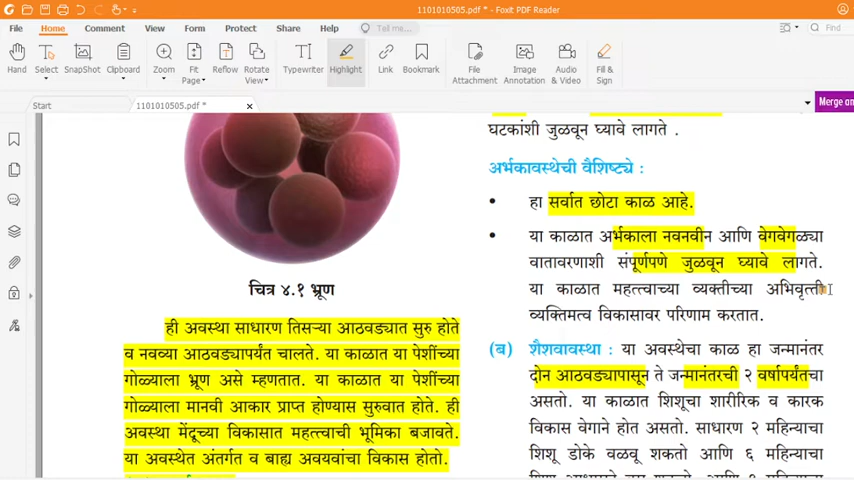 1101010505.pdf * - Foxit PDF Reader
File Home Comment View Form Protect Share Help Tell me... Find
Hand Select SnapShot Clipboard Zoom Fit Page Reflow Rotate View Typewriter Highlight Link Bookmark File Attachment Image Annotation Audio & Video Fill & Sign
Start 1101010505.pdf * Merge an
चित्र ४.१ भ्रूण
ही अवस्था साधारण तिसऱ्या आठवड्यात सुरु होते
व नवव्या आठवड्यापर्यंत चालते. या काळात या पेशींच्या
गोळ्याला भ्रूण असे म्हणतात. या काळात या पेशींच्या
गोळ्याला मानवी आकार प्राप्त होण्यास सुरुवात होते. ही
अवस्था मेंदूच्या विकासात महत्त्वाची भूमिका बजावते.
या अवस्थेत अंतर्गत व बाह्य अवयवांचा विकास होतो.
घटकांशी जुळवून घ्यावे लागते .
अर्भकावस्थेची वैशिष्ट्ये :
• हा सर्वात छोटा काळ आहे.
• या काळात अर्भकाला नवनवीन आणि वेगवेगळ्या
वातावरणाशी संपूर्णपणे जुळवून घ्यावे लागते.
या काळात महत्त्वाच्या व्यक्तीच्या अभिवृत्ती
व्यक्तिमत्व विकासावर परिणाम करतात.
(ब) शैशवावस्था : या अवस्थेचा काळ हा जन्मानंतर
दोन आठवड्यापासून ते जन्मानंतरची २ वर्षापर्यंतचा
असतो. या काळात शिशूचा शारीरिक व कारक
विकास वेगाने होत असतो. साधारण २ महिन्याचा
शिशू डोके वळवू शकतो आणि ६ महिन्याचा